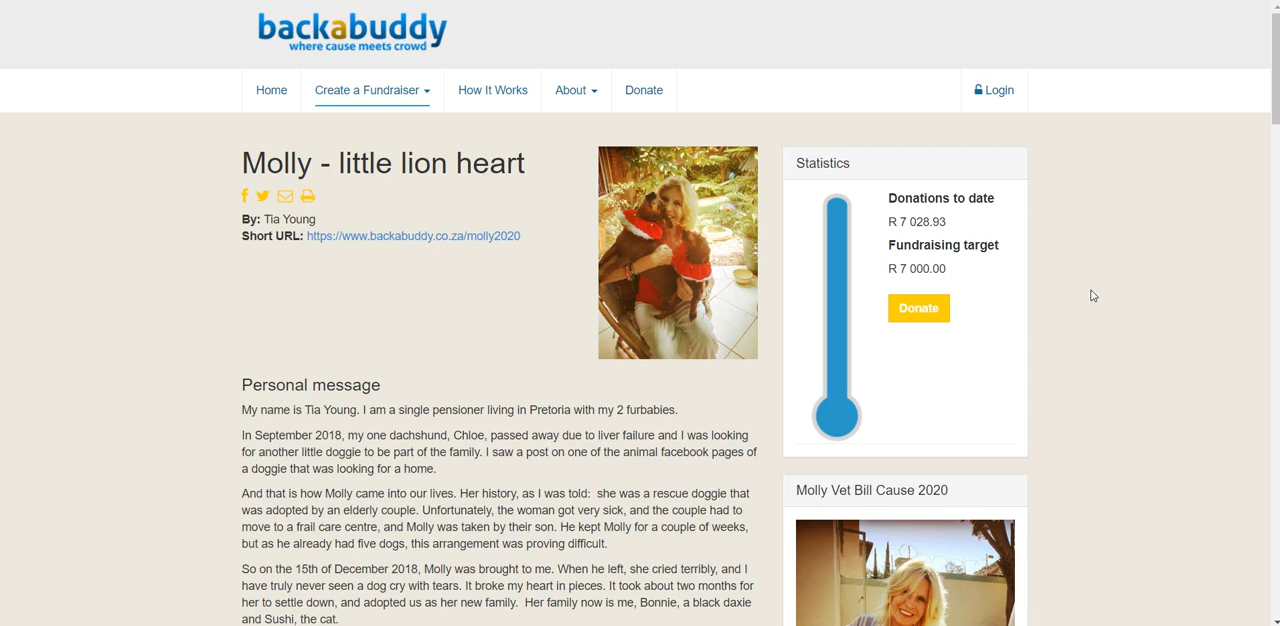 backabuddy
where cause meets crowd
Home
Create a Fundraiser
How It Works
About
Donate
Login
Molly - little lion heart
By: Tia Young
Short URL: https://www.backabuddy.co.za/molly2020
Personal message
My name is Tia Young. I am a single pensioner living in Pretoria with my 2 furbabies.
In September 2018, my one dachshund, Chloe, passed away due to liver failure and I was looking
for another little doggie to be part of the family. I saw a post on one of the animal facebook pages of
a doggie that was looking for a home.
And that is how Molly came into our lives. Her history, as I was told:  she was a rescue doggie that
was adopted by an elderly couple. Unfortunately, the woman got very sick, and the couple had to
move to a frail care centre, and Molly was taken by their son. He kept Molly for a couple of weeks,
but as he already had five dogs, this arrangement was proving difficult.
So on the 15th of December 2018, Molly was brought to me. When he left, she cried terribly, and I
have truly never seen a dog cry with tears. It broke my heart in pieces. It took about two months for
her to settle down, and adopted us as her new family.  Her family now is me, Bonnie, a black daxie
and Sushi, the cat.
Statistics
Donations to date
R 7 028.93
Fundraising target
R 7 000.00
Donate
Molly Vet Bill Cause 2020